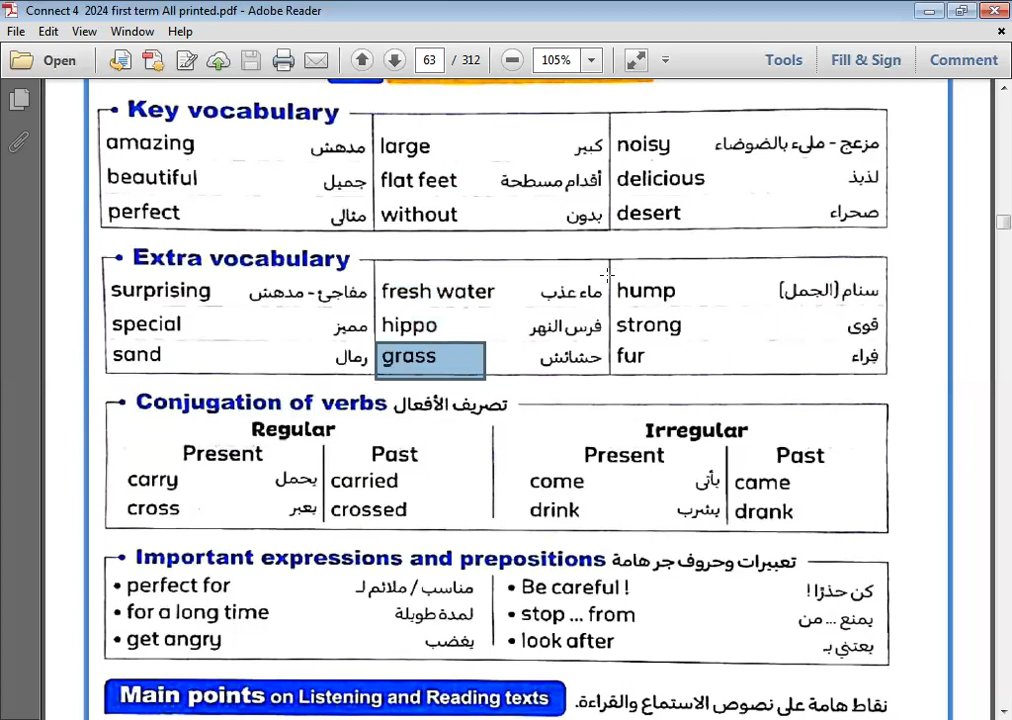 Connect 4 2024 first term All printed.pdf - Adobe Reader
File Edit View Window Help
Open 63 / 312 105% Tools Fill & Sign Comment
• Key vocabulary
amazing مدهش large كبير noisy مزعج - ملىء بالضوضاء
beautiful جميل flat feet أقدام مسطحة delicious لذيذ
perfect مثالى without بدون desert صحراء
• Extra vocabulary
surprising مفاجئ - مدهش fresh water ماء عذب hump سنام (الجمل)
special مميز hippo فرس النهر strong قوى
sand رمال grass حشائش fur فِراء
• Conjugation of verbs تصريف الأفعال
Regular Irregular
Present Past Present Past
carry يحمل carried come يأتى came
cross يعبر crossed drink يشرب drank
• Important expressions and prepositions تعبيرات وحروف جر هامة
• perfect for مناسب / ملائم لـ • Be careful ! كن حذرًا !
• for a long time لمدة طويلة • stop ... from يمنع ... من
• get angry يغضب • look after يعتني بـ
Main points on Listening and Reading texts نقاط هامة على نصوص الاستماع والقراءة.